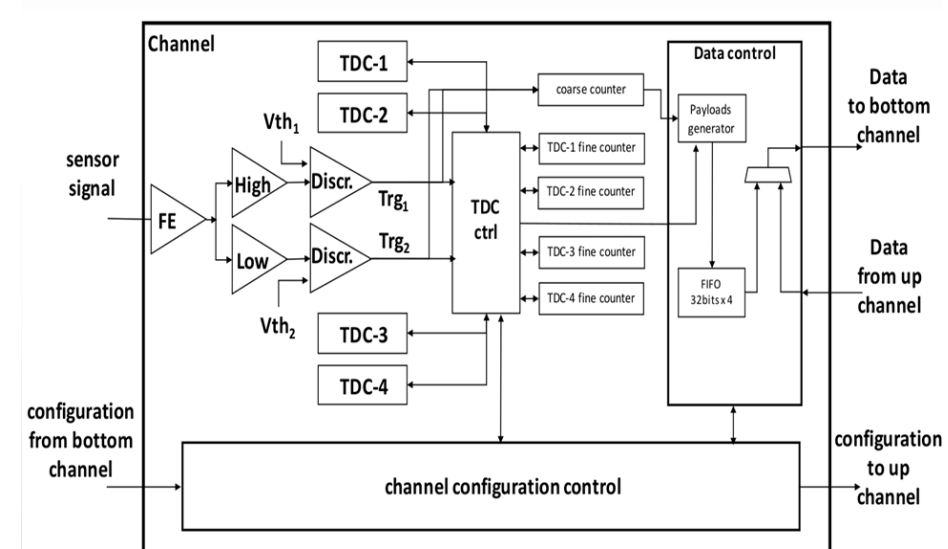 Channel
TDC-1
TDC-2
Vth1
sensor
signal
FE
High
Low
Discr.
Discr.
Trg1
Trg2
Vth2
TDC-3
TDC-4
TDC
ctrl
coarse counter
TDC-1 fine counter
TDC-2 fine counter
TDC-3 fine counter
TDC-4 fine counter
Data control
Payloads
generator
FIFO
32bits x 4
Data
to bottom
channel
Data
from up
channel
configuration
from bottom
channel
channel configuration control
configuration
to up
channel